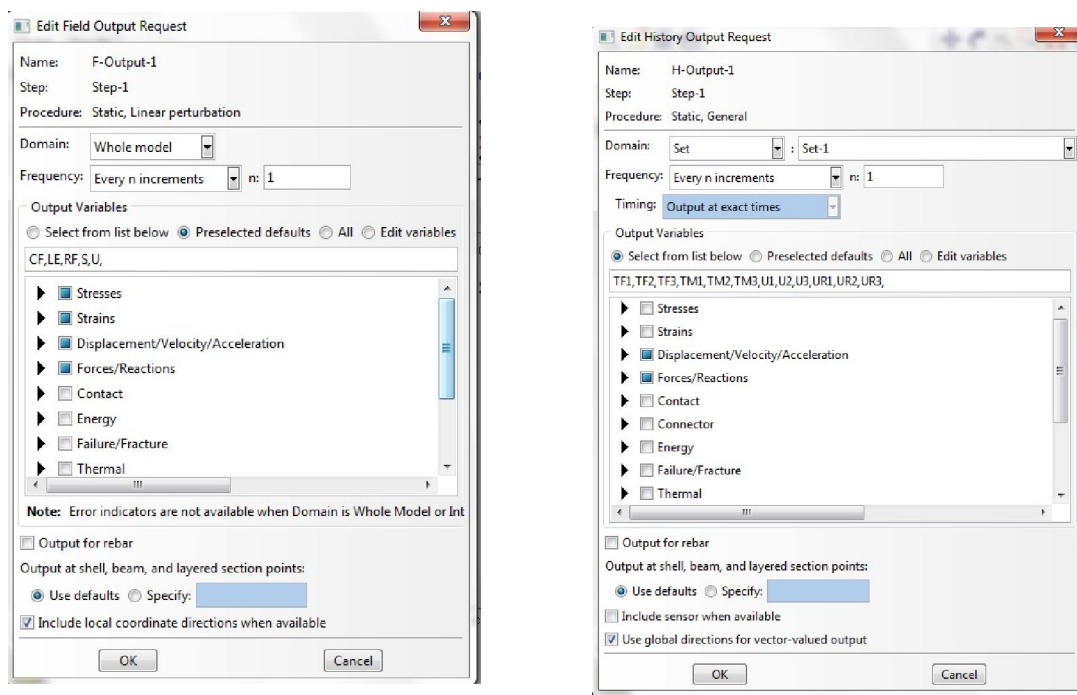 Edit Field Output Request
Name: F-Output-1
Step: Step-1
Procedure: Static, Linear perturbation
Domain: Whole model
Frequency: Every n increments n: 1
Output Variables
Select from list below Preselected defaults All Edit variables
CF,LE,RF,S,U,
Stresses
Strains
Displacement/Velocity/Acceleration
Forces/Reactions
Contact
Energy
Failure/Fracture
Thermal
Note: Error indicators are not available when Domain is Whole Model or Int
Output for rebar
Output at shell, beam, and layered section points:
Use defaults Specify:
Include local coordinate directions when available
OK Cancel
Edit History Output Request
Name: H-Output-1
Step: Step-1
Procedure: Static, General
Domain: Set : Set-1
Frequency: Every n increments n: 1
Timing: Output at exact times
Output Variables
Select from list below Preselected defaults All Edit variables
TF1,TF2,TF3,TM1,TM2,TM3,U1,U2,U3,UR1,UR2,UR3,
Stresses
Strains
Displacement/Velocity/Acceleration
Forces/Reactions
Contact
Connector
Energy
Failure/Fracture
Thermal
Output for rebar
Output at shell, beam, and layered section points:
Use defaults Specify:
Include sensor when available
Use global directions for vector-valued output
OK Cancel